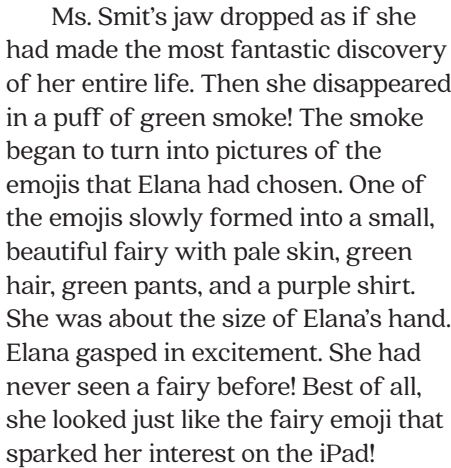 Ms. Smit’s jaw dropped as if she
had made the most fantastic discovery
of her entire life. Then she disappeared
in a puff of green smoke! The smoke
began to turn into pictures of the
emojis that Elana had chosen. One of
the emojis slowly formed into a small,
beautiful fairy with pale skin, green
hair, green pants, and a purple shirt.
She was about the size of Elana’s hand.
Elana gasped in excitement. She had
never seen a fairy before! Best of all,
she looked just like the fairy emoji that
sparked her interest on the iPad!